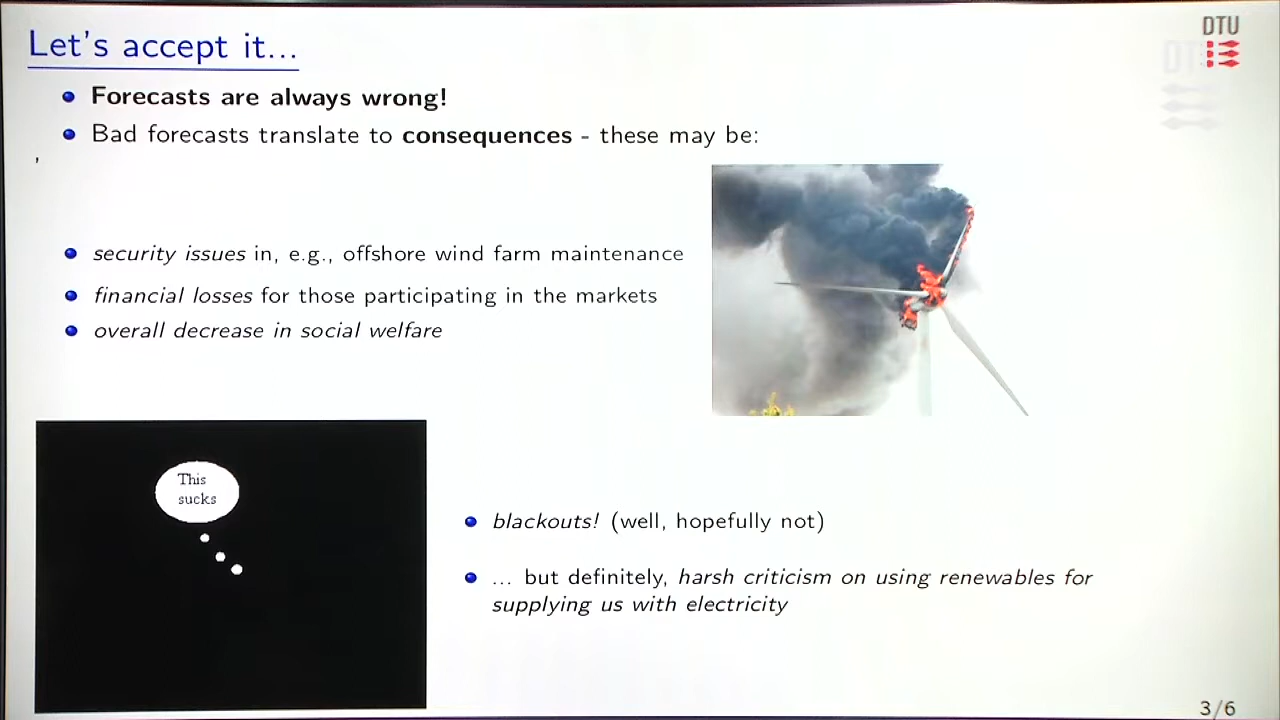 Let's accept it...
DTU
Forecasts are always wrong!
Bad forecasts translate to consequences - these may be:
,
security issues in, e.g., offshore wind farm maintenance
financial losses for those participating in the markets
overall decrease in social welfare
This
sucks
blackouts! (well, hopefully not)
... but definitely, harsh criticism on using renewables for
supplying us with electricity
3/6